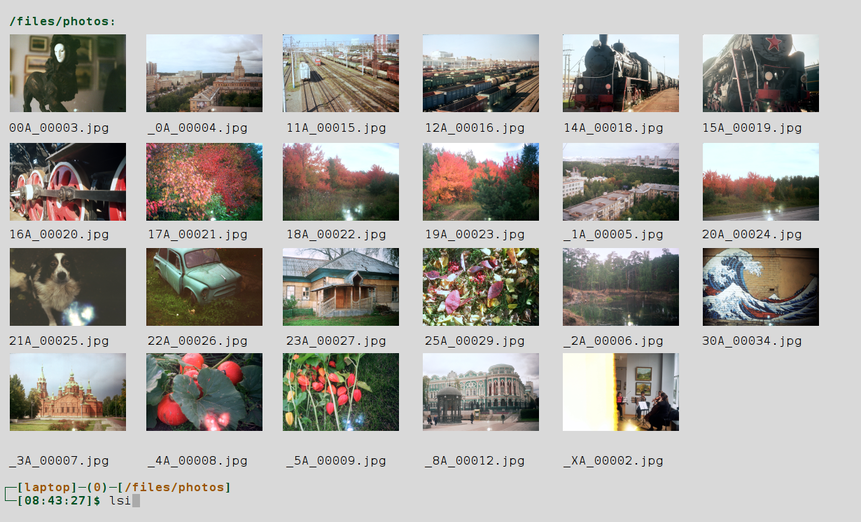 /files/photos:
00A_00003.jpg _0A_00004.jpg 11A_00015.jpg 12A_00016.jpg 14A_00018.jpg 15A_00019.jpg
16A_00020.jpg 17A_00021.jpg 18A_00022.jpg 19A_00023.jpg _1A_00005.jpg 20A_00024.jpg
21A_00025.jpg 22A_00026.jpg 23A_00027.jpg 25A_00029.jpg _2A_00006.jpg 30A_00034.jpg
_3A_00007.jpg _4A_00008.jpg _5A_00009.jpg _8A_00012.jpg _XA_00002.jpg
┌─[laptop]─(0)─[/files/photos]
└─[08:43:27]$ lsi